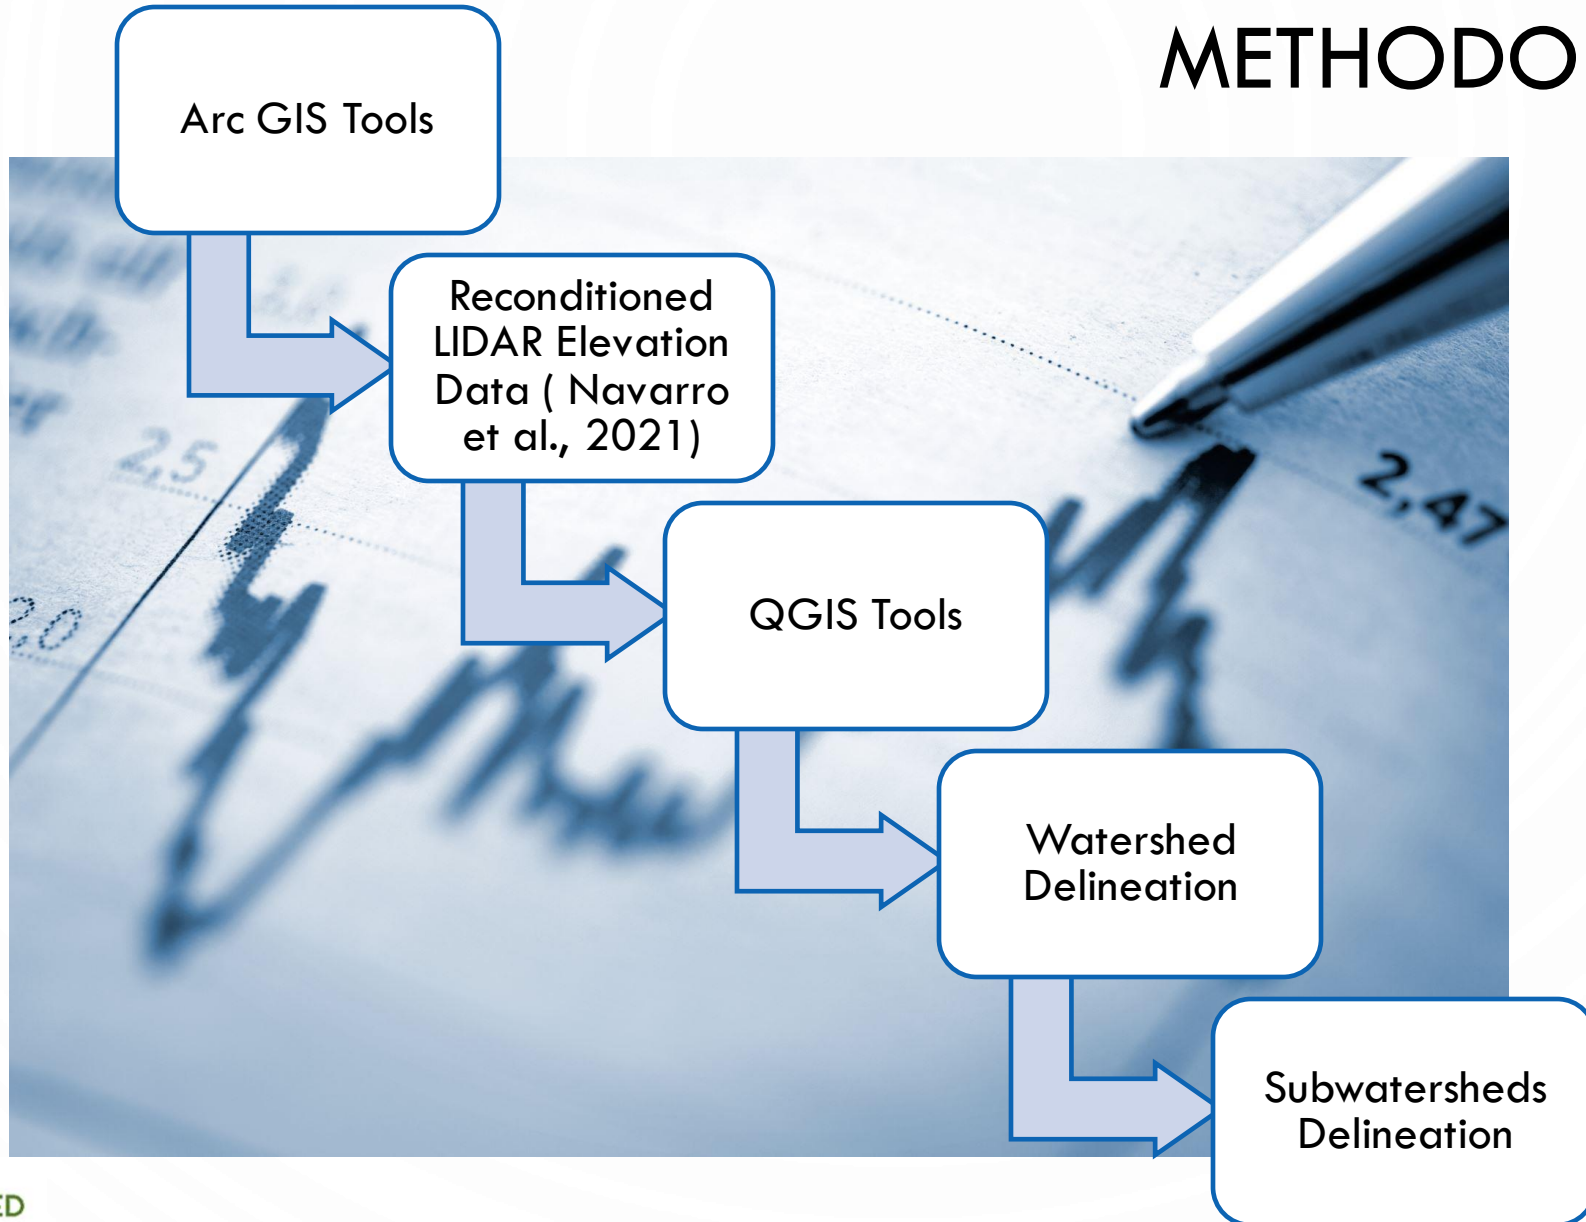 METHODO
Arc GIS Tools
Reconditioned
LIDAR Elevation
Data ( Navarro
et al., 2021)
2,5
2,47
QGIS Tools
2,0
Watershed
Delineation
Subwatersheds
Delineation
ED